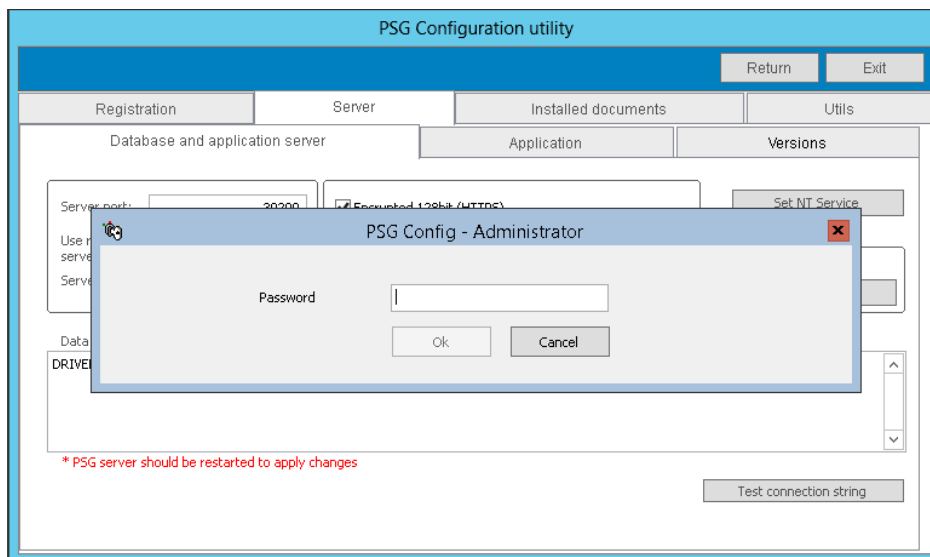 PSG Configuration utility
Return Exit
Registration Server Installed documents Utils
Database and application server Application Versions
Server port: Encrypted 128bit (HTTPS) Set NT Service
PSG Config - Administrator
Password
Ok Cancel
Data
* PSG server should be restarted to apply changes
Test connection string